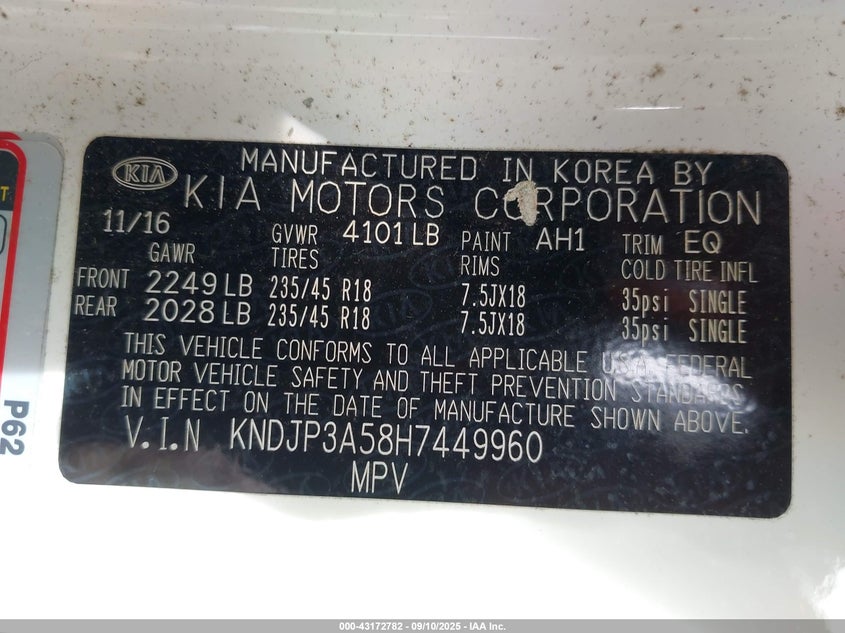 KIA
MANUFACTURED IN KOREA BY
KIA MOTORS CORPORATION
11/16 GVWR 4101 LB PAINT AH1 TRIM EQ
GAWR TIRES RIMS COLD TIRE INFL
FRONT 2249 LB 235/45 R18 7.5JX18 35psi SINGLE
REAR 2028 LB 235/45 R18 7.5JX18 35psi SINGLE
THIS VEHICLE CONFORMS TO ALL APPLICABLE U.S.A. FEDERAL
MOTOR VEHICLE SAFETY AND THEFT PREVENTION STANDARDS
IN EFFECT ON THE DATE OF MANUFACTURE SHOWN ABOVE.
V.I.N KNDJP3A58H7449960
MPV
P62
000-43172782 - 09/10/2025 - IAA Inc.